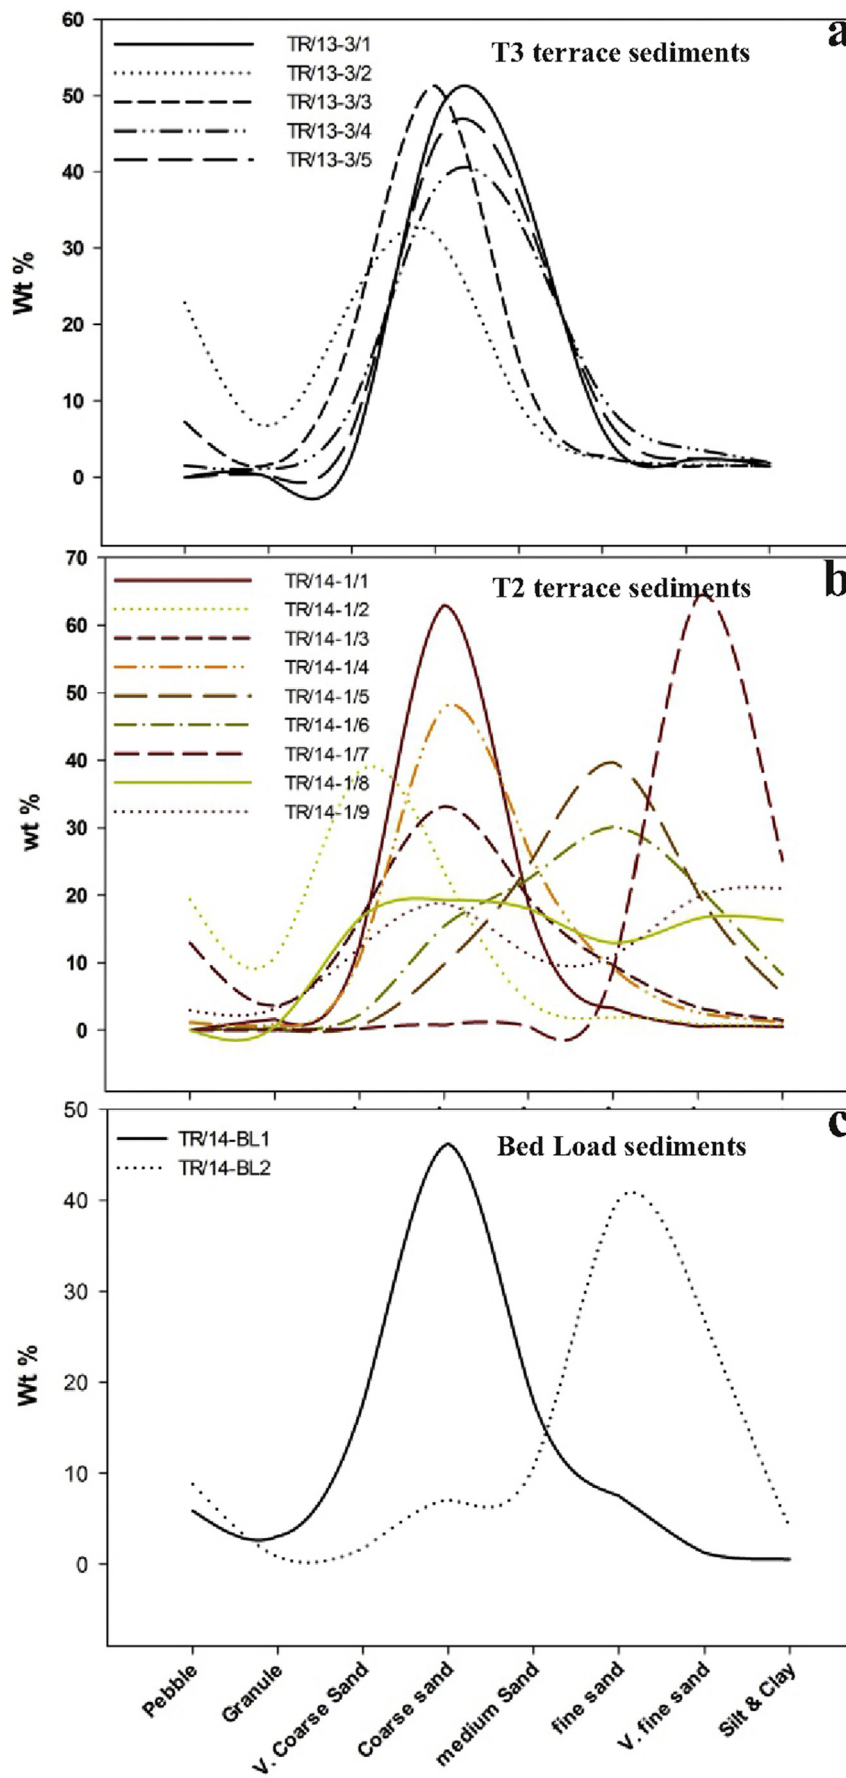 a
T3 terrace sediments
TR/13-3/1
TR/13-3/2
TR/13-3/3
TR/13-3/4
TR/13-3/5
60
50
40
30
20
10
0
Wt %
b
T2 terrace sediments
TR/14-1/1
TR/14-1/2
TR/14-1/3
TR/14-1/4
TR/14-1/5
TR/14-1/6
TR/14-1/7
TR/14-1/8
TR/14-1/9
70
60
50
40
30
20
10
0
wt %
c
Bed Load sediments
TR/14-BL1
TR/14-BL2
50
40
30
20
10
0
Wt %
Pebble
Granule
V. Coarse Sand
Coarse sand
medium Sand
fine sand
V. fine sand
Silt & Clay